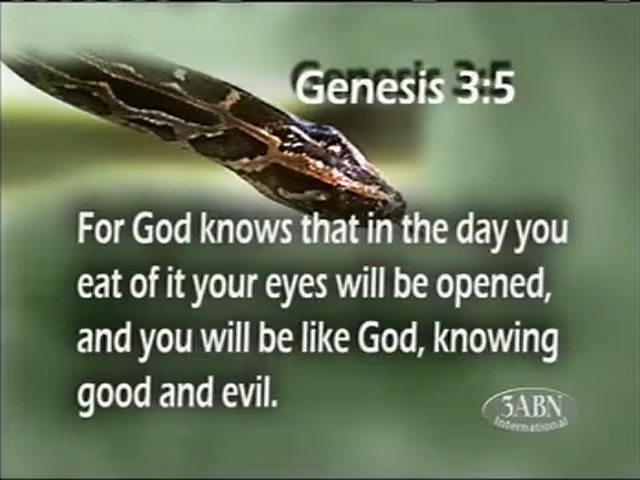 Genesis 3:5
For God knows that in the day you
eat of it your eyes will be opened,
and you will be like God, knowing
good and evil.
3ABN
International